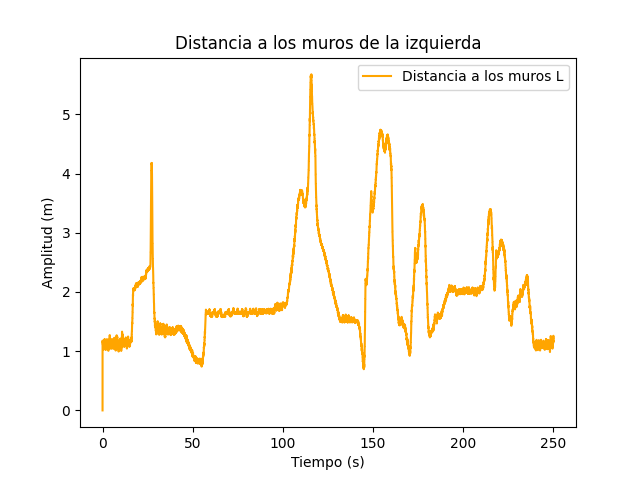 Distancia a los muros de la izquierda
Distancia a los muros L
Amplitud (m)
5
4
3
2
1
0
0 50 100 150 200 250
Tiempo (s)